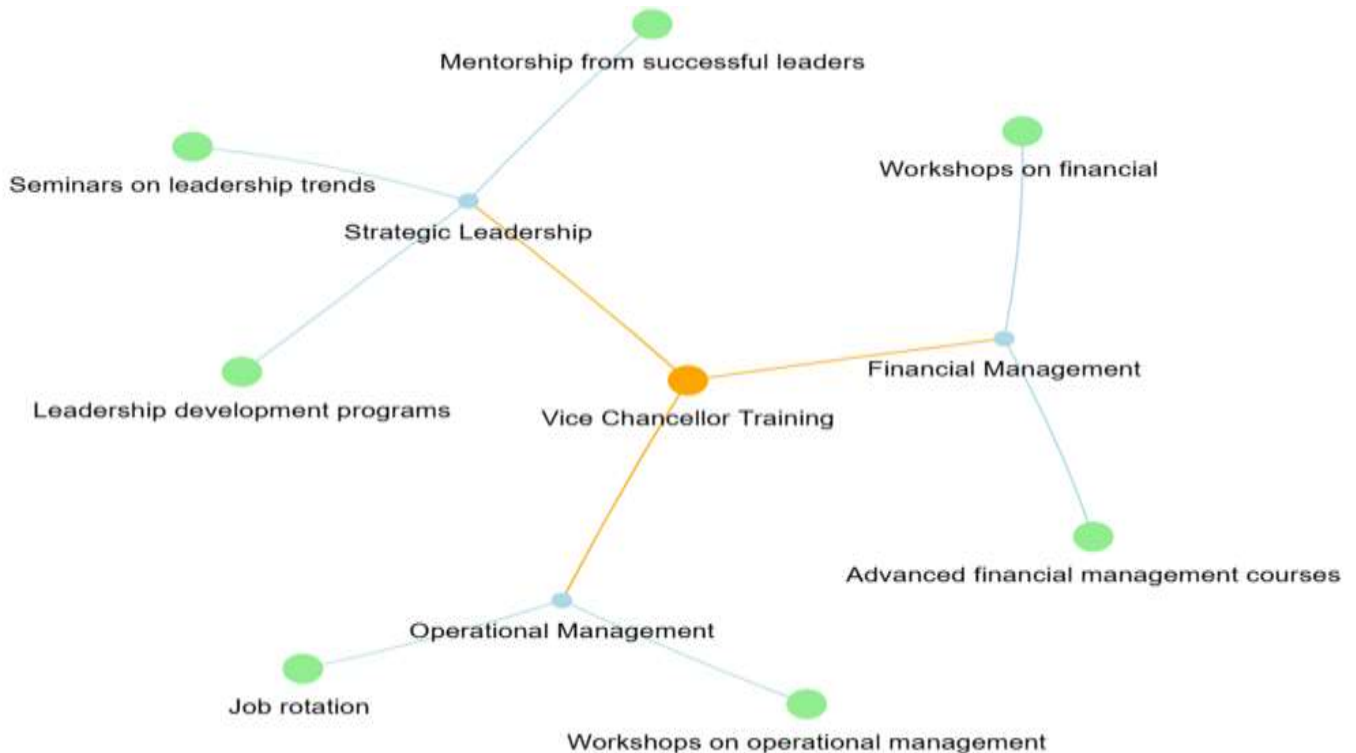 Mentorship from successful leaders
Workshops on financial
Seminars on leadership trends
Strategic Leadership
Financial Management
Leadership development programs
Vice Chancellor Training
Advanced financial management courses
Operational Management
Job rotation
Workshops on operational management